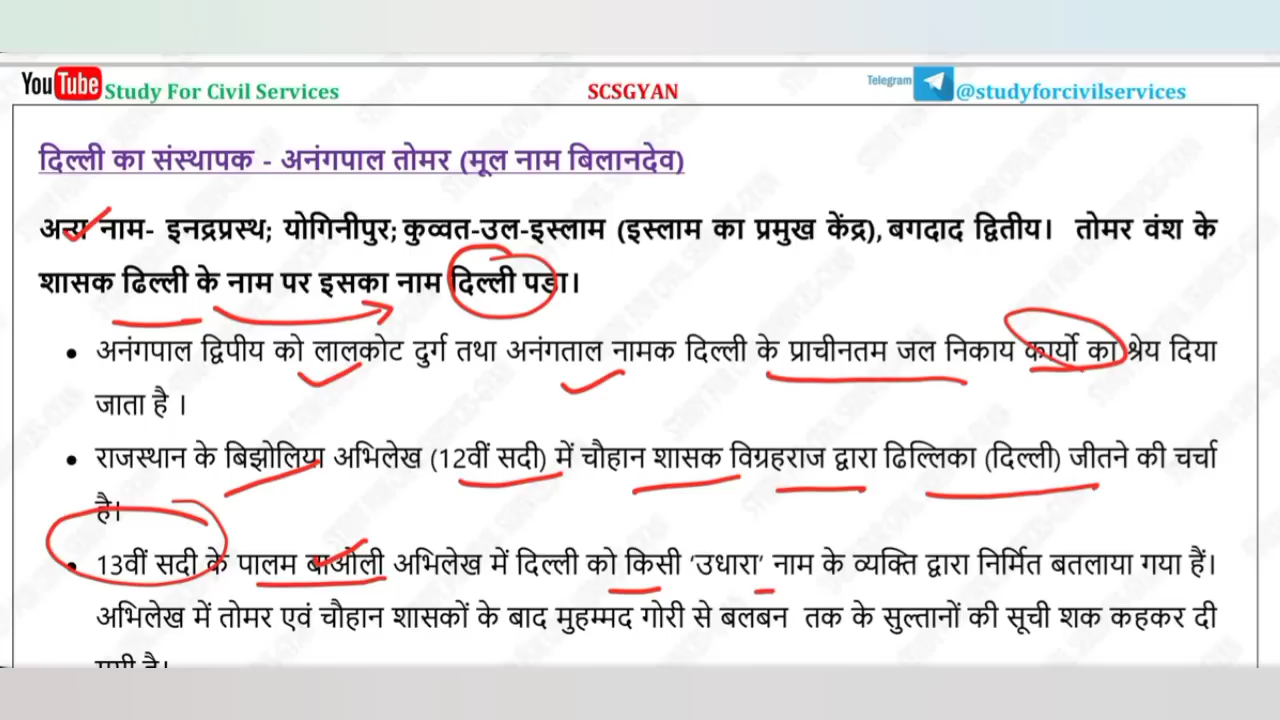 YouTube Study For Civil Services SCSGYAN Telegram @studyforcivilservices
दिल्ली का संस्थापक - अनंगपाल तोमर (मूल नाम बिलानदेव)
अन्य नाम- इनद्रप्रस्थ; योगिनीपुर; कुव्वत-उल-इस्लाम (इस्लाम का प्रमुख केंद्र), बगदाद द्वितीय। तोमर वंश के
शासक ढिल्ली के नाम पर इसका नाम दिल्ली पडा।
• अनंगपाल द्विपीय को लालकोट दुर्ग तथा अनंगताल नामक दिल्ली के प्राचीनतम जल निकाय कार्यो का श्रेय दिया
जाता है ।
• राजस्थान के बिझोलिया अभिलेख (12वीं सदी) में चौहान शासक विग्रहराज द्वारा ढिल्लिका (दिल्ली) जीतने की चर्चा
है।
• 13वीं सदी के पालम बाओली अभिलेख में दिल्ली को किसी ‘उधारा’ नाम के व्यक्ति द्वारा निर्मित बतलाया गया हैं।
अभिलेख में तोमर एवं चौहान शासकों के बाद मुहम्मद गोरी से बलबन तक के सुल्तानों की सूची शक कहकर दी
गयी है।